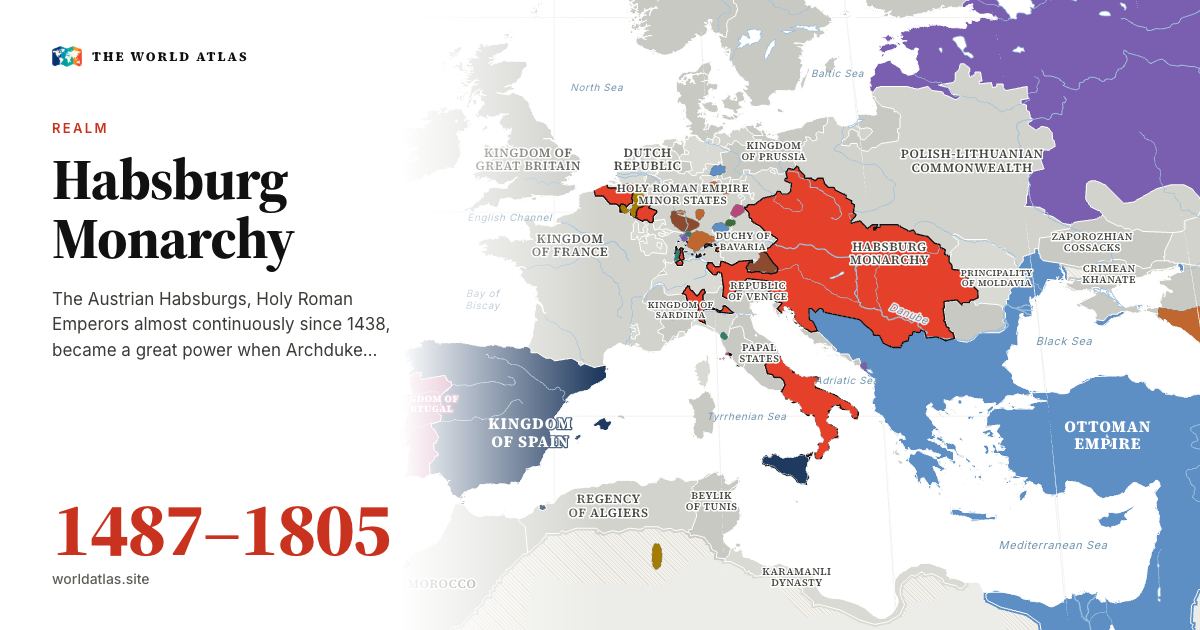 THE WORLD ATLAS
REALM
Habsburg
Monarchy
The Austrian Habsburgs, Holy Roman
Emperors almost continuously since 1438,
became a great power when Archduke...
1487–1805
worldatlas.site
North Sea
Baltic Sea
KINGDOM OF
GREAT BRITAIN
DUTCH
REPUBLIC
KINGDOM
OF PRUSSIA
POLISH-LITHUANIAN
COMMONWEALTH
HOLY ROMAN EMPIRE
MINOR STATES
English Channel
KINGDOM
OF FRANCE
DUCHY OF
BAVARIA
HABSBURG
MONARCHY
ZAPOROZHIAN
COSSACKS
PRINCIPALITY
OF MOLDAVIA
CRIMEAN
KHANATE
Bay of
Biscay
REPUBLIC
OF VENICE
KINGDOM OF
SARDINIA
Danube
Black Sea
PAPAL
STATES
Adriatic Sea
Tyrrhenian Sea
KINGDOM
OF SPAIN
OTTOMAN
EMPIRE
REGENCY
OF ALGIERS
BEYLIK
OF TUNIS
Mediterranean Sea
KARAMANLI
DYNASTY
MOROCCO